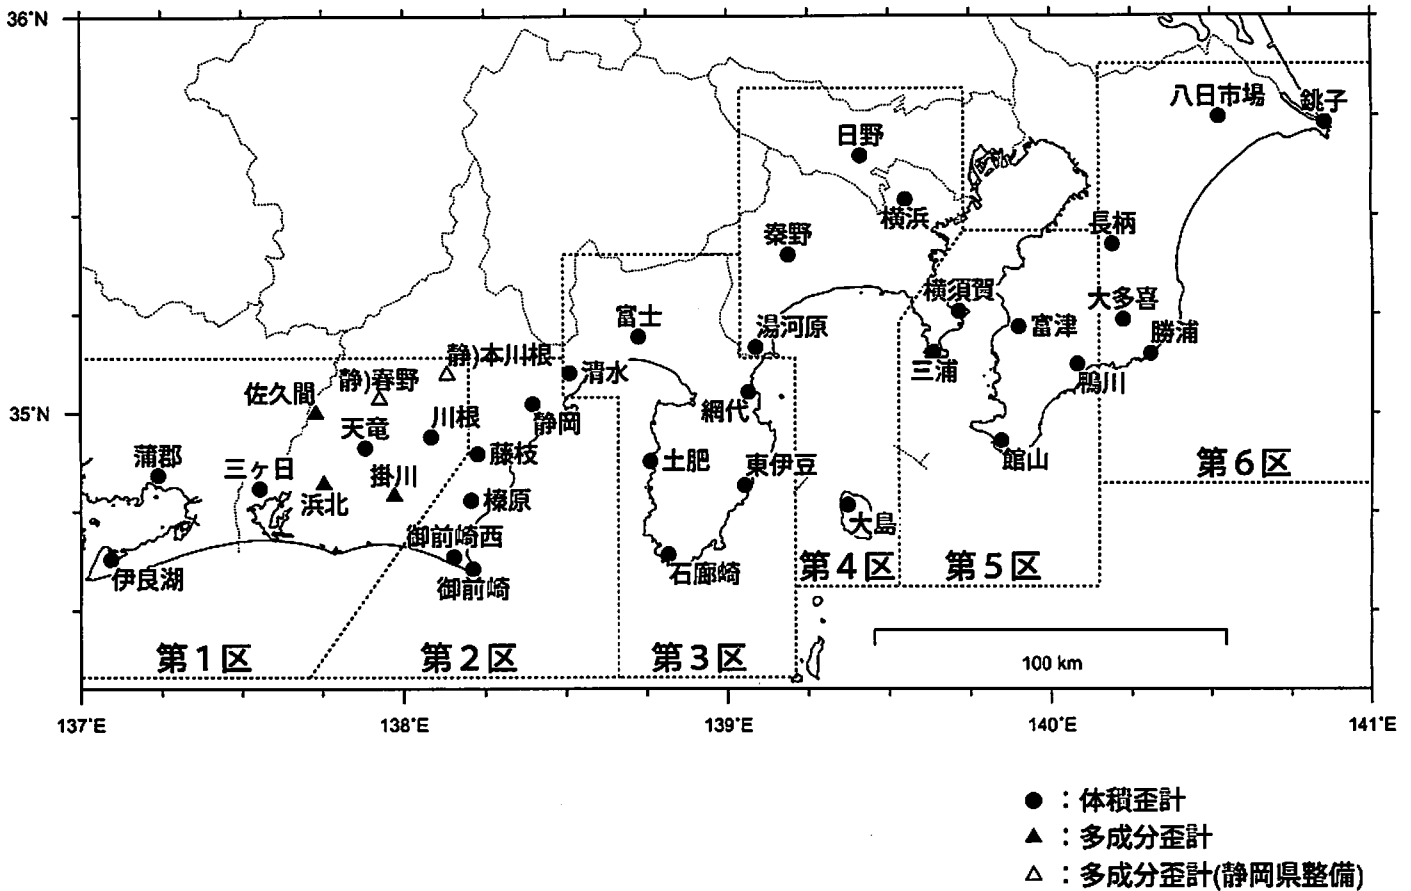 36°N
八日市場
銚子
日野
横浜
長柄
秦野
横須賀
大多喜
富士
湯河原
富津
勝浦
静)本川根
清水
三浦
鴨川
静)春野
佐久間
35°N
網代
川根
静岡
天竜
館山
藤枝
土肥
東伊豆
第6区
蒲郡
三ヶ日
掛川
浜北
榛原
大島
御前崎西
伊良湖
御前崎
石廊崎
第4区
第5区
第1区
第2区
第3区
100 km
137°E
138°E
139°E
140°E
141°E
●：体積歪計
▲：多成分歪計
△：多成分歪計(静岡県整備)